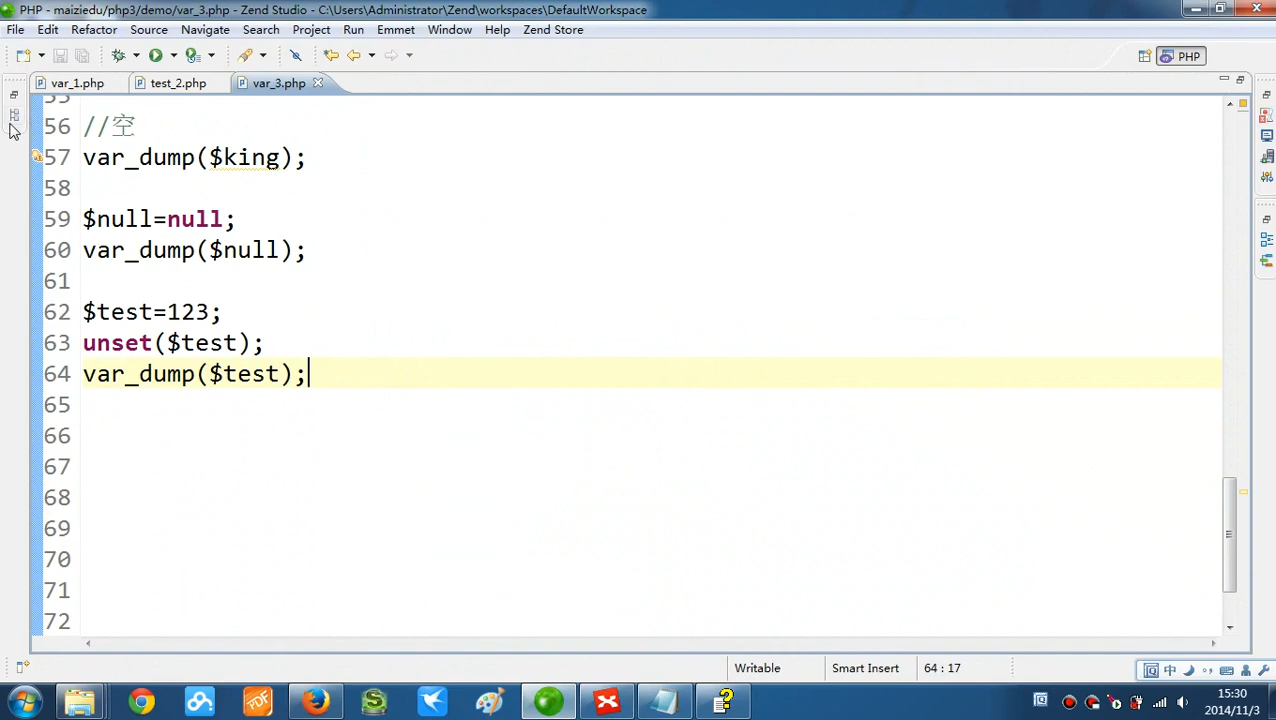 PHP - maiziedu/php3/demo/var_3.php - Zend Studio - C:\Users\Administrator\Zend\workspaces\DefaultWorkspace
File Edit Refactor Source Navigate Search Project Run Emmet Window Help Zend Store
PHP
var_1.php test_2.php var_3.php
56 //空
57 var_dump($king);
58
59 $null=null;
60 var_dump($null);
61
62 $test=123;
63 unset($test);
64 var_dump($test);
65
66
67
68
69
70
71
72
Writable Smart Insert 64 : 17
中
PDF
15:30
2014/11/3